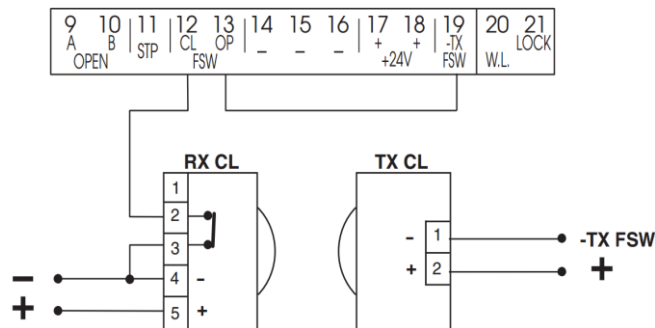 9 10 11 12 13 14 15 16 17 18 19 20 21
A B STP CL OP - - - + + -TX LOCK
OPEN FSW +24V FSW W.L.
RX CL TX CL
1
2
3
4 -
5 +
- +
- 1 -TX FSW
+ 2 +